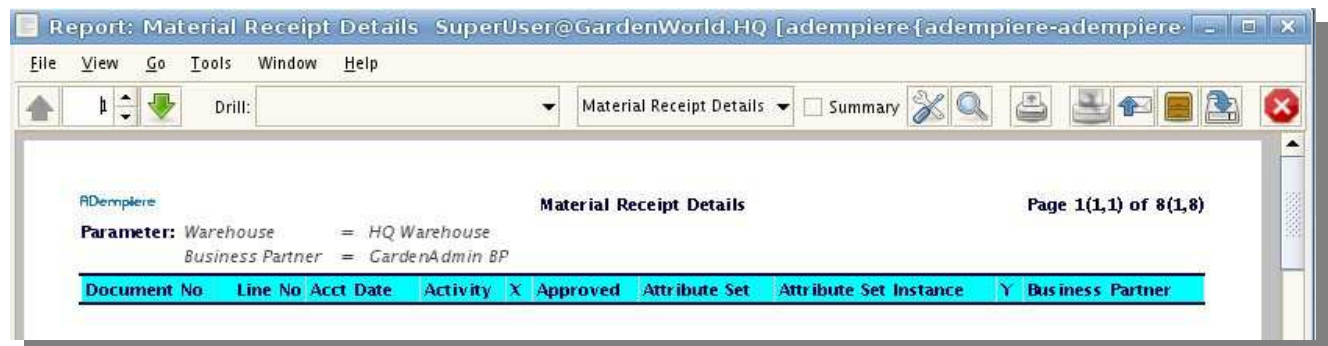 Report: Material Receipt Details SuperUser@GardenWorld.HQ [adempiere{adempiere-adempiere-
File View Go Tools Window Help
1 Drill: Material Receipt Details Summary
ADempiere Material Receipt Details Page 1(1,1) of 8(1,8)
Parameter: Warehouse = HQ Warehouse
Business Partner = GardenAdmin BP
Document No Line No Acct Date Activity X Approved Attribute Set Attribute Set Instance Y Business Partner